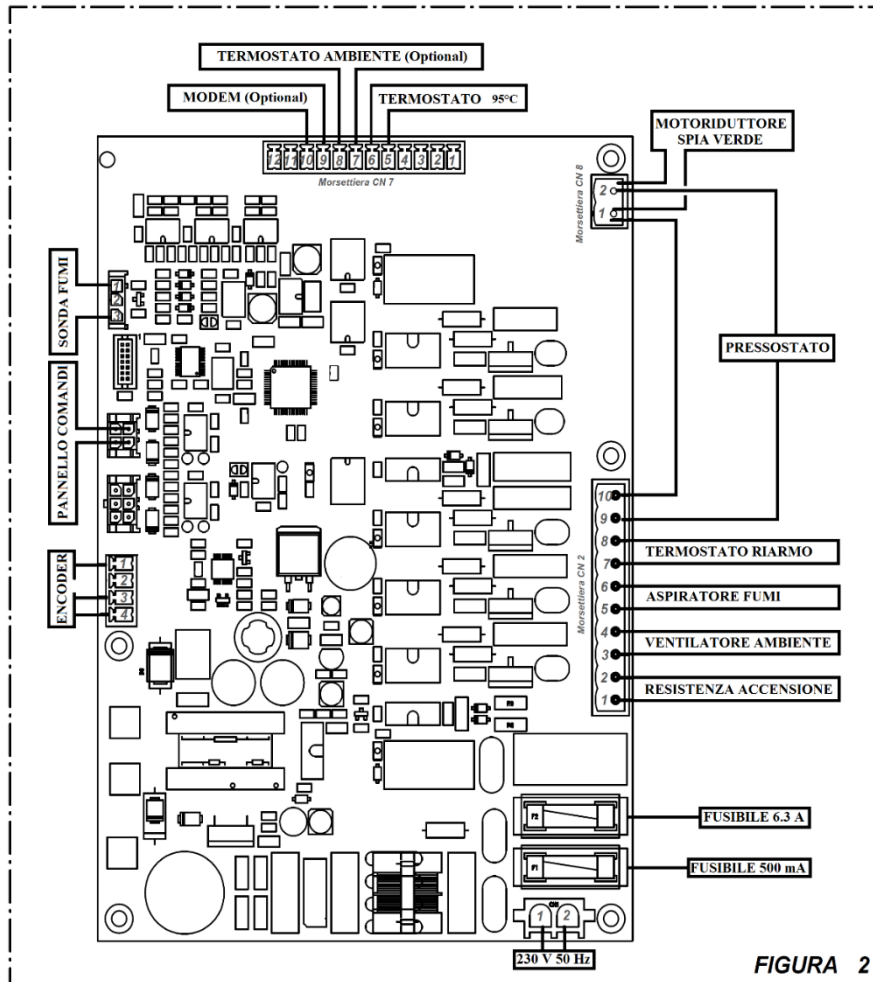 TERMOSTATO AMBIENTE (Optional)
MODEM (Optional)
TERMOSTATO 95°C
MOTORIDUTTORE
SPIA VERDE
12 11 10 9 8 7 6 5 4 3 2 1
Morsettiera CN 7
Morsettiera CN 8
2
1
SONDA FUMI
1
2
3
PRESSOSTATO
PANNELLO COMANDI
ENCODER
1
2
3
4
Morsettiera CN 2
10
9
8
7
6
5
4
3
2
1
TERMOSTATO RIARMO
ASPIRATORE FUMI
VENTILATORE AMBIENTE
RESISTENZA ACCENSIONE
F2
FUSIBILE 6.3 A
F1
FUSIBILE 500 mA
1 2
230 V 50 Hz
FIGURA 2